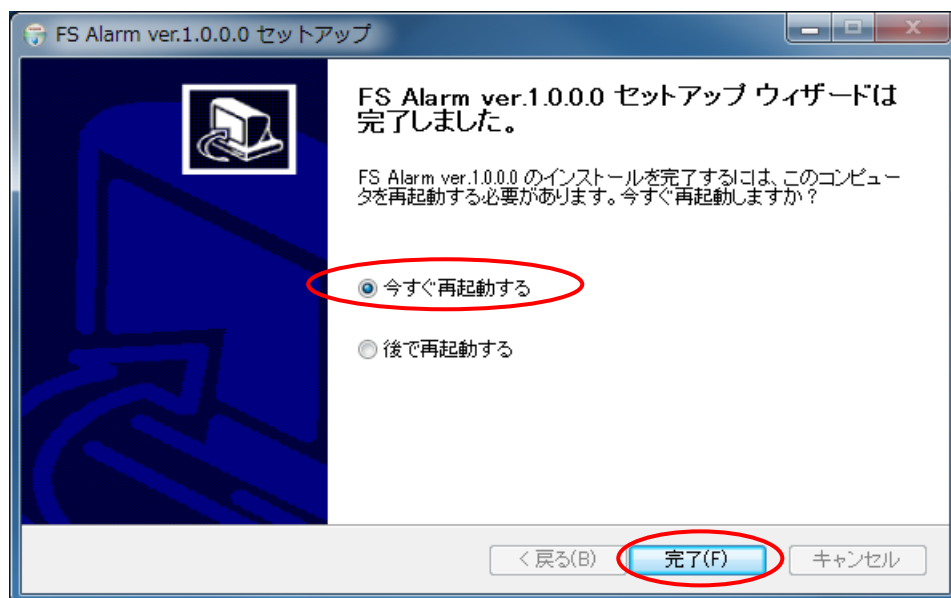 FS Alarm ver.1.0.0.0 セットアップ
FS Alarm ver.1.0.0.0 セットアップ ウィザードは
完了しました。
FS Alarm ver.1.0.0.0 のインストールを完了するには、このコンピュー
タを再起動する必要があります。今すぐ再起動しますか？
今すぐ再起動する
後で再起動する
< 戻る(B)
完了(F)
キャンセル